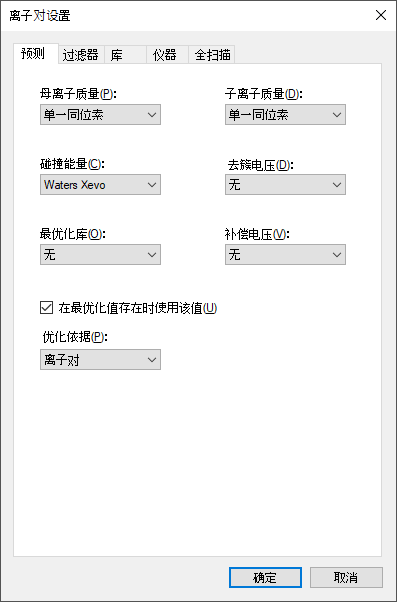 离子对设置
预测 过滤器 库 仪器 全扫描
母离子质量(P): 子离子质量(D):
单一同位素 单一同位素
碰撞能量(C): 去簇电压(D):
Waters Xevo 无
最优化库(O): 补偿电压(V):
无 无
在最优化值存在时使用该值(U)
优化依据(P):
离子对
确定 取消